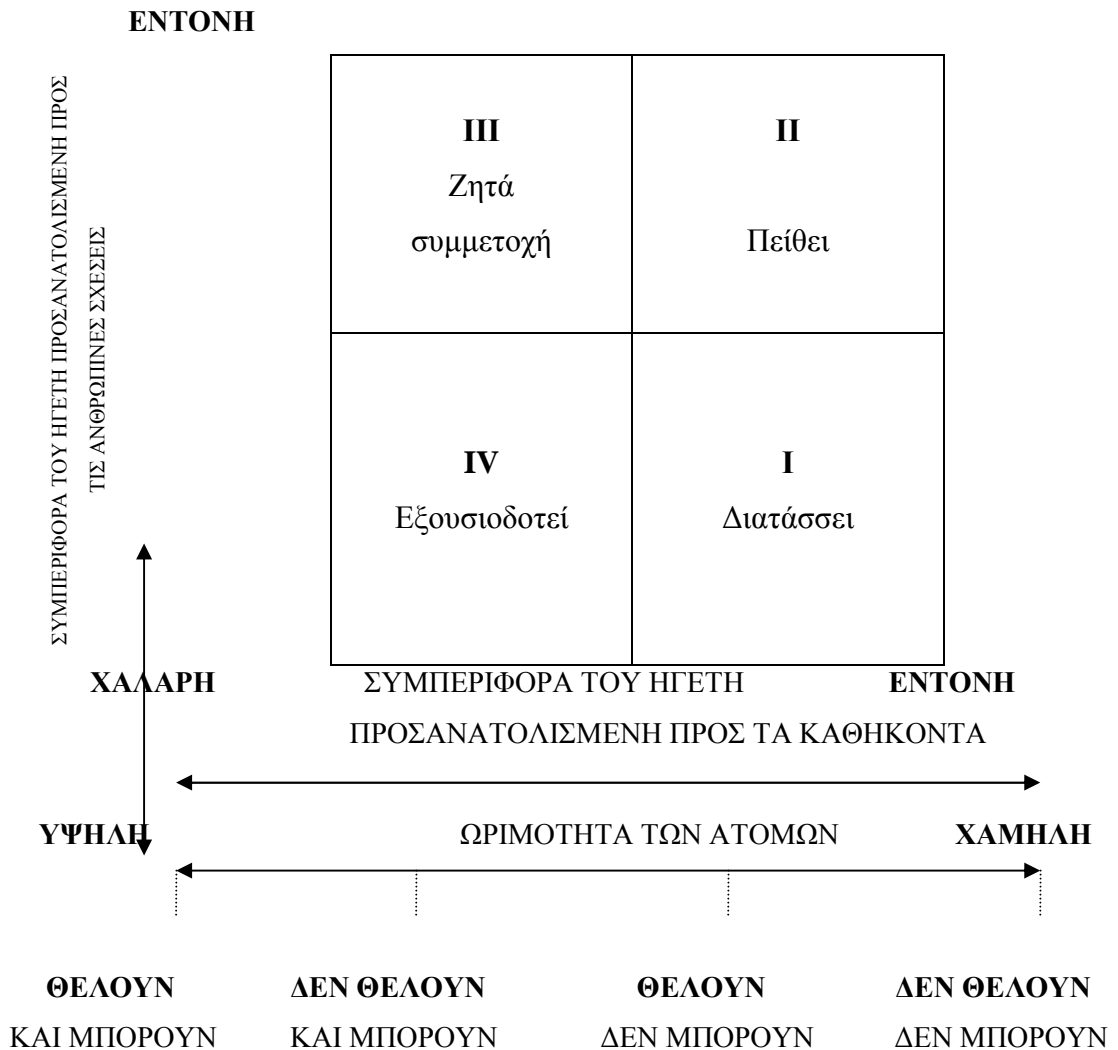 ΕΝΤΟΝΗ
ΣΥΜΠΕΡΙΦΟΡΑ ΤΟΥ ΗΓΕΤΗ ΠΡΟΣΑΝΑΤΟΛΙΣΜΕΝΗ ΠΡΟΣ
ΤΙΣ ΑΝΘΡΩΠΙΝΕΣ ΣΧΕΣΕΙΣ
III
Ζητά
συμμετοχή
II
Πείθει
IV
Εξουσιοδοτεί
I
Διατάσσει
ΧΑΛΑΡΗ
ΣΥΜΠΕΡΙΦΟΡΑ ΤΟΥ ΗΓΕΤΗ
ΕΝΤΟΝΗ
ΠΡΟΣΑΝΑΤΟΛΙΣΜΕΝΗ ΠΡΟΣ ΤΑ ΚΑΘΗΚΟΝΤΑ
ΥΨΗΛΗ
ΩΡΙΜΟΤΗΤΑ ΤΩΝ ΑΤΟΜΩΝ
ΧΑΜΗΛΗ
ΘΕΛΟΥΝ
ΚΑΙ ΜΠΟΡΟΥΝ
ΔΕΝ ΘΕΛΟΥΝ
ΚΑΙ ΜΠΟΡΟΥΝ
ΘΕΛΟΥΝ
ΔΕΝ ΜΠΟΡΟΥΝ
ΔΕΝ ΘΕΛΟΥΝ
ΔΕΝ ΜΠΟΡΟΥΝ